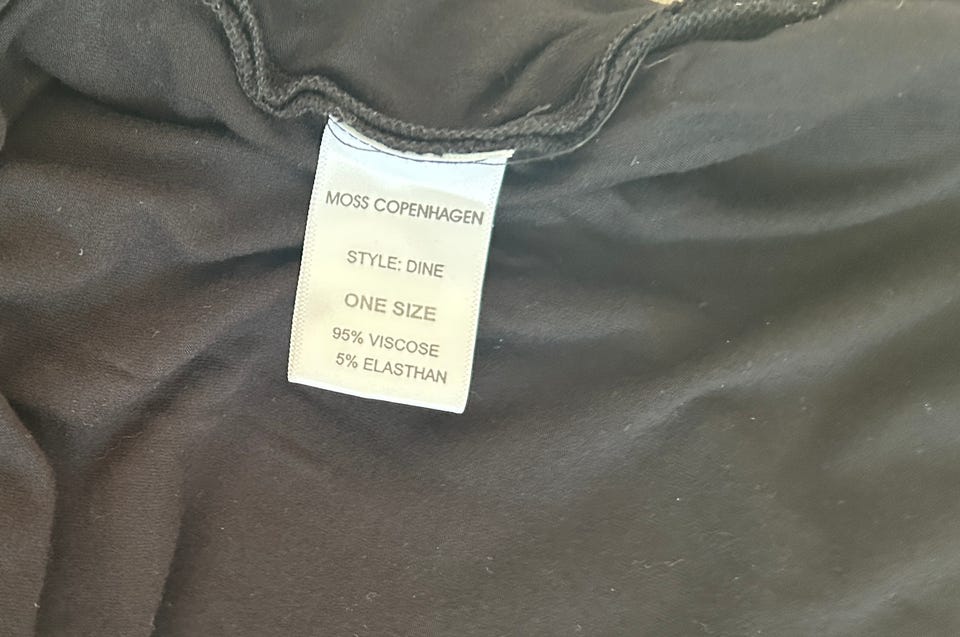 MOSS COPENHAGEN
STYLE: DINE
ONE SIZE
95% VISCOSE
5% ELASTHAN